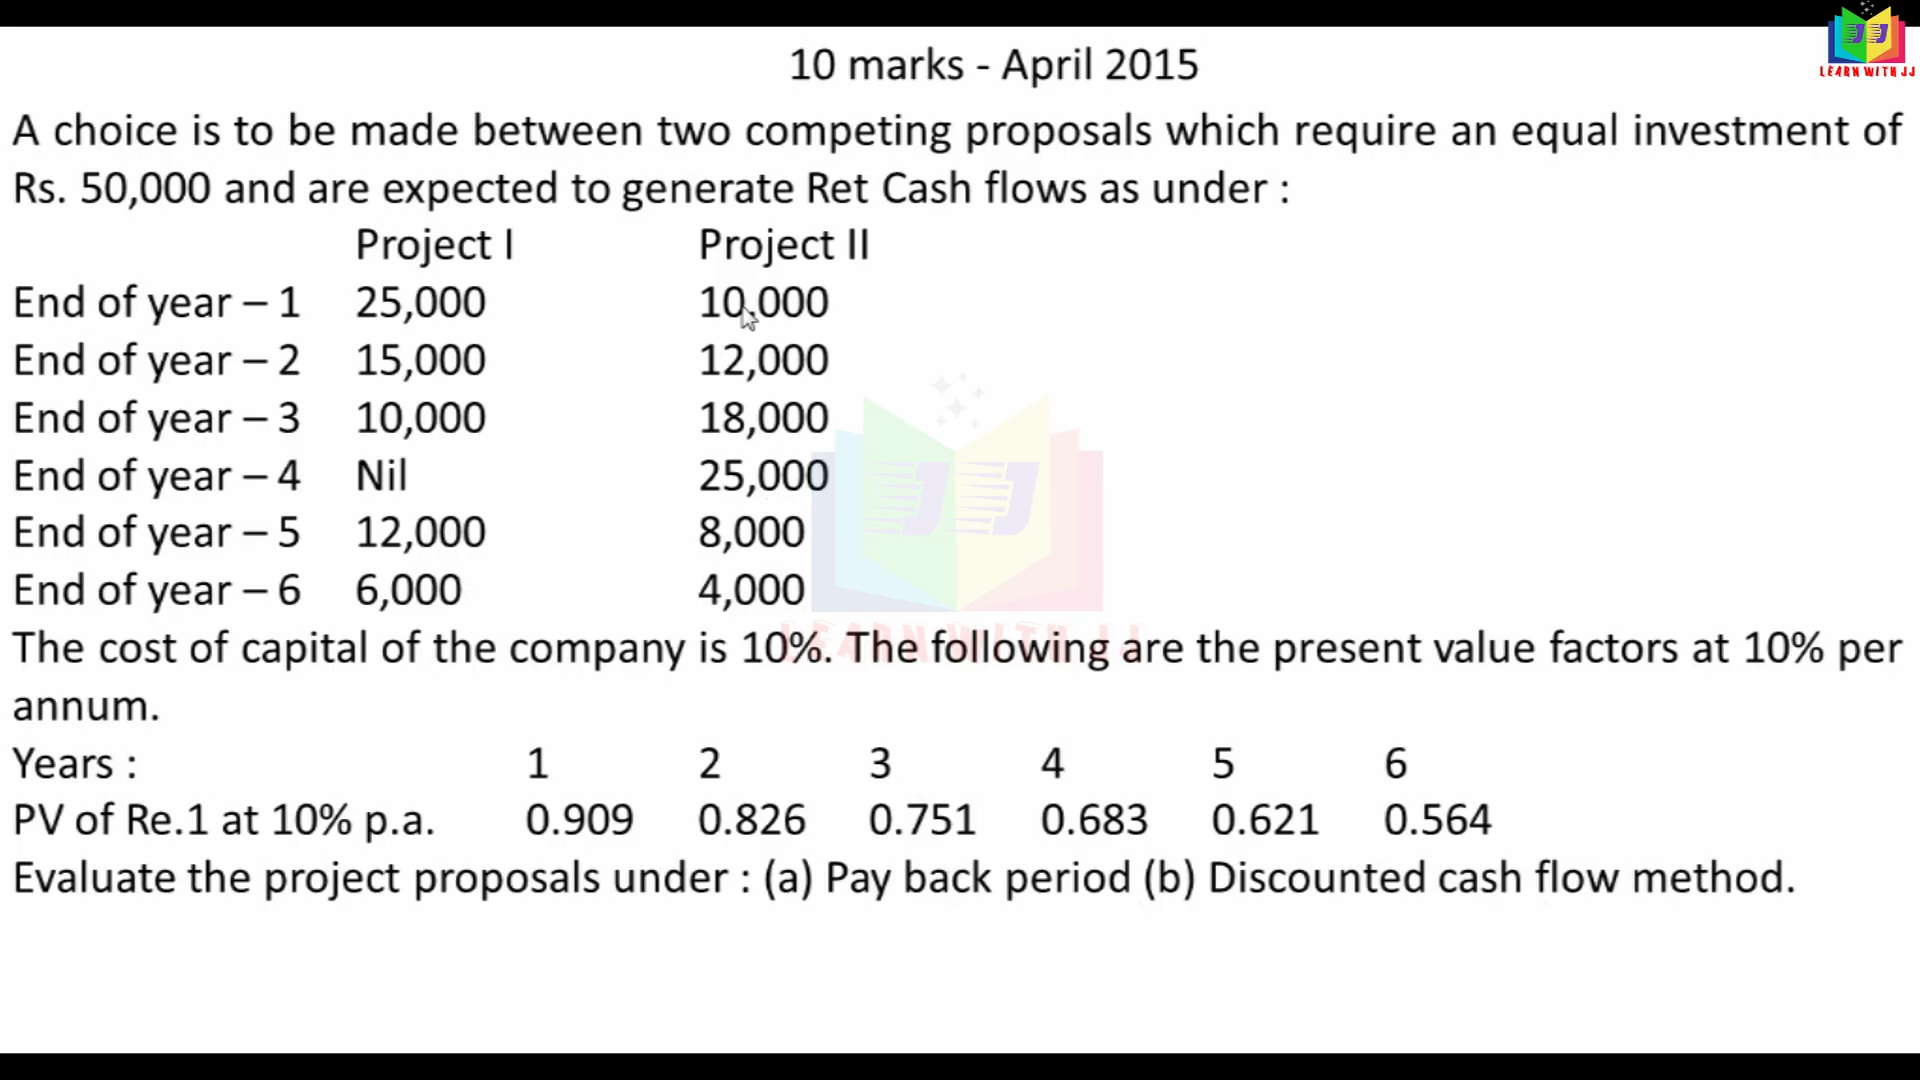 10 marks - April 2015
LEARN WITH JJ
A choice is to be made between two competing proposals which require an equal investment of
Rs. 50,000 and are expected to generate Ret Cash flows as under :
Project I Project II
End of year – 1 25,000 10,000
End of year – 2 15,000 12,000
End of year – 3 10,000 18,000
End of year – 4 Nil 25,000
End of year – 5 12,000 8,000
End of year – 6 6,000 4,000
LEARN WITH JJ
The cost of capital of the company is 10%. The following are the present value factors at 10% per
annum.
Years : 1 2 3 4 5 6
PV of Re.1 at 10% p.a. 0.909 0.826 0.751 0.683 0.621 0.564
Evaluate the project proposals under : (a) Pay back period (b) Discounted cash flow method.